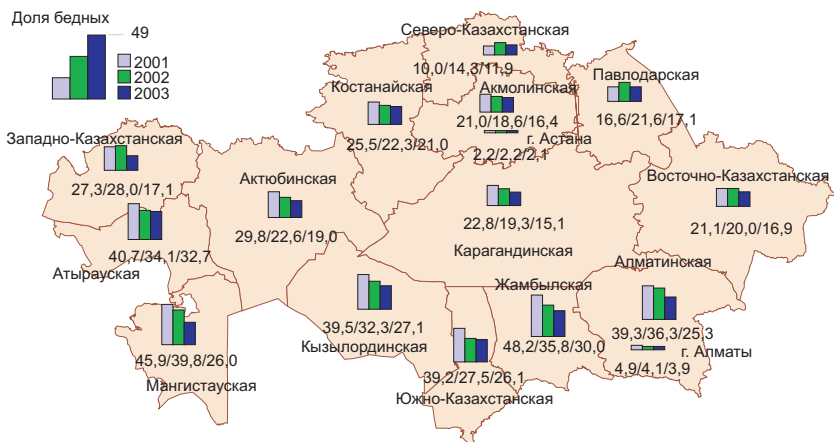 Доля бедных
49
2001
2002
2003
Северо-Казахстанская
10,0/14,3/11,9
Костанайская
25,5/22,3/21,0
Акмолинская
21,0/18,6/16,4
г. Астана
2,2/2,2/2,1
Павлодарская
16,6/21,6/17,1
Западно-Казахстанская
27,3/28,0/17,1
Актюбинская
29,8/22,6/19,0
Восточно-Казахстанская
21,1/20,0/16,9
22,8/19,3/15,1
Карагандинская
40,7/34,1/32,7
Атырауская
Алматинская
39,3/36,3/25,3
г. Алматы
4,9/4,1/3,9
Жамбылская
48,2/35,8/30,0
39,5/32,3/27,1
Кызылординская
45,9/39,8/26,0
Мангистауская
39,2/27,5/26,1
Южно-Казахстанская